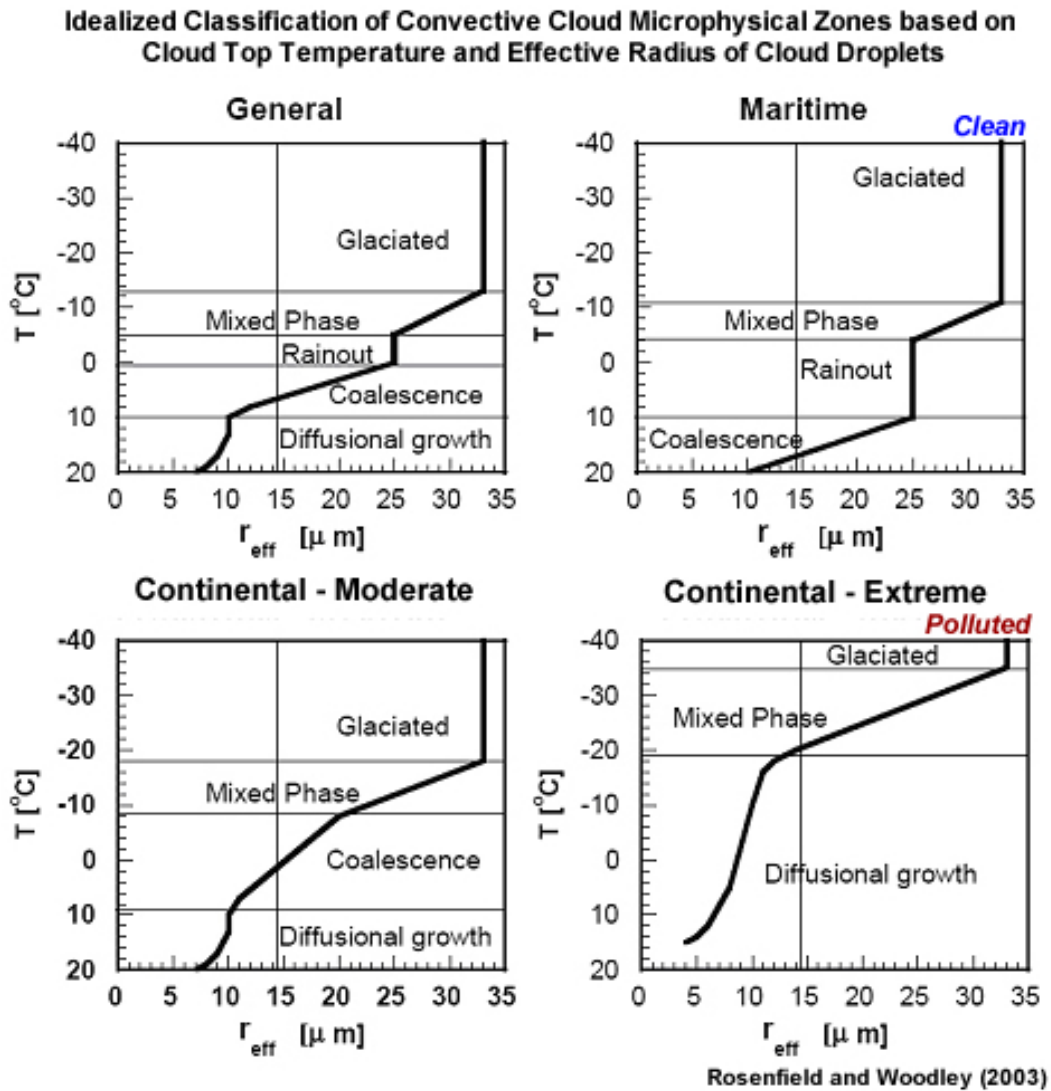 Idealized Classification of Convective Cloud Microphysical Zones based on
Cloud Top Temperature and Effective Radius of Cloud Droplets
General
-40
-30
-20
-10
0
10
20
T [°C]
Glaciated
Mixed Phase
Rainout
Coalescence
Diffusional growth
0 5 10 15 20 25 30 35
r eff [μ m]
Maritime
Clean
-40
-30
-20
-10
0
10
20
T [°C]
Glaciated
Mixed Phase
Rainout
Coalescence
0 5 10 15 20 25 30 35
r eff [μ m]
Continental - Moderate
-40
-30
-20
-10
0
10
20
T [°C]
Glaciated
Mixed Phase
Coalescence
Diffusional growth
0 5 10 15 20 25 30 35
r eff [μ m]
Continental - Extreme
Polluted
-40
-30
-20
-10
0
10
20
T [°C]
Glaciated
Mixed Phase
Diffusional growth
0 5 10 15 20 25 30 35
r eff [μ m]
Rosenfield and Woodley (2003)